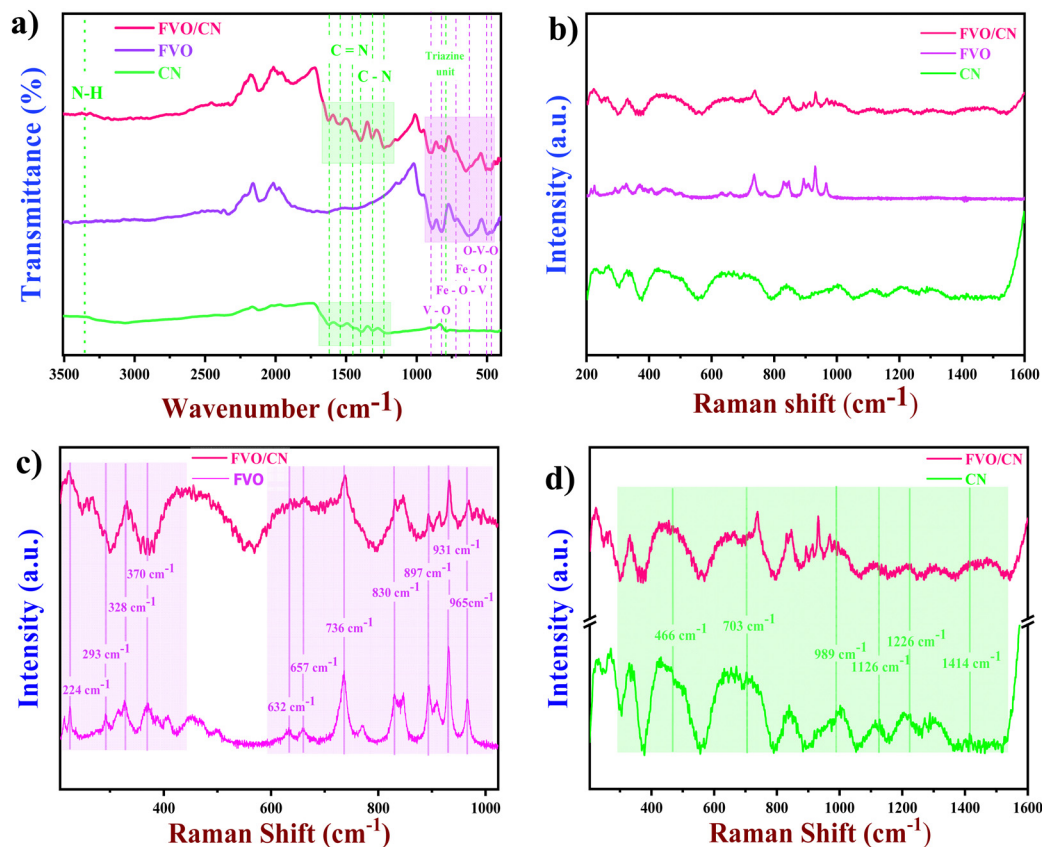 a)
FVO/CN
FVO
CN
N-H
C = N
C - N
Triazine
unit
O-V-O
Fe - O
Fe - O - V
V - O
Transmittance (%)
3500 3000 2500 2000 1500 1000 500
Wavenumber (cm-1)
b)
FVO/CN
FVO
CN
Intensity (a.u.)
200 400 600 800 1000 1200 1400 1600
Raman shift (cm-1)
c)
FVO/CN
FVO
224 cm-1
293 cm-1
328 cm-1
370 cm-1
632 cm-1
657 cm-1
736 cm-1
830 cm-1
897 cm-1
931 cm-1
965cm-1
Intensity (a.u.)
400 600 800 1000
Raman Shift (cm-1)
d)
FVO/CN
CN
466 cm-1
703 cm-1
989 cm-1
1126 cm-1
1226 cm-1
1414 cm-1
Intensity (a.u.)
400 600 800 1000 1200 1400 1600
Raman Shift (cm-1)